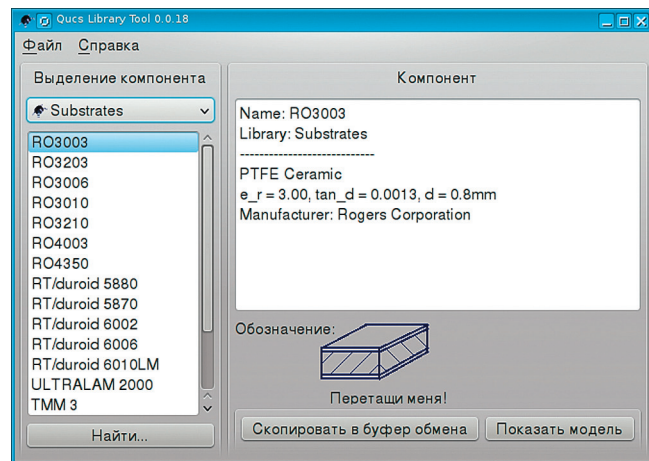 Qucs Library Tool 0.0.18
Файл Справка
Выделение компонента
Substrates
RO3003
RO3203
RO3006
RO3010
RO3210
RO4003
RO4350
RT/duroid 5880
RT/duroid 5870
RT/duroid 6002
RT/duroid 6006
RT/duroid 6010LM
ULTRALAM 2000
TMM 3
Найти...
Компонент
Name: RO3003
Library: Substrates
----------------------------
PTFE Ceramic
e_r = 3.00, tan_d = 0.0013, d = 0.8mm
Manufacturer: Rogers Corporation
Обозначение:
Перетащи меня!
Скопировать в буфер обмена Показать модель